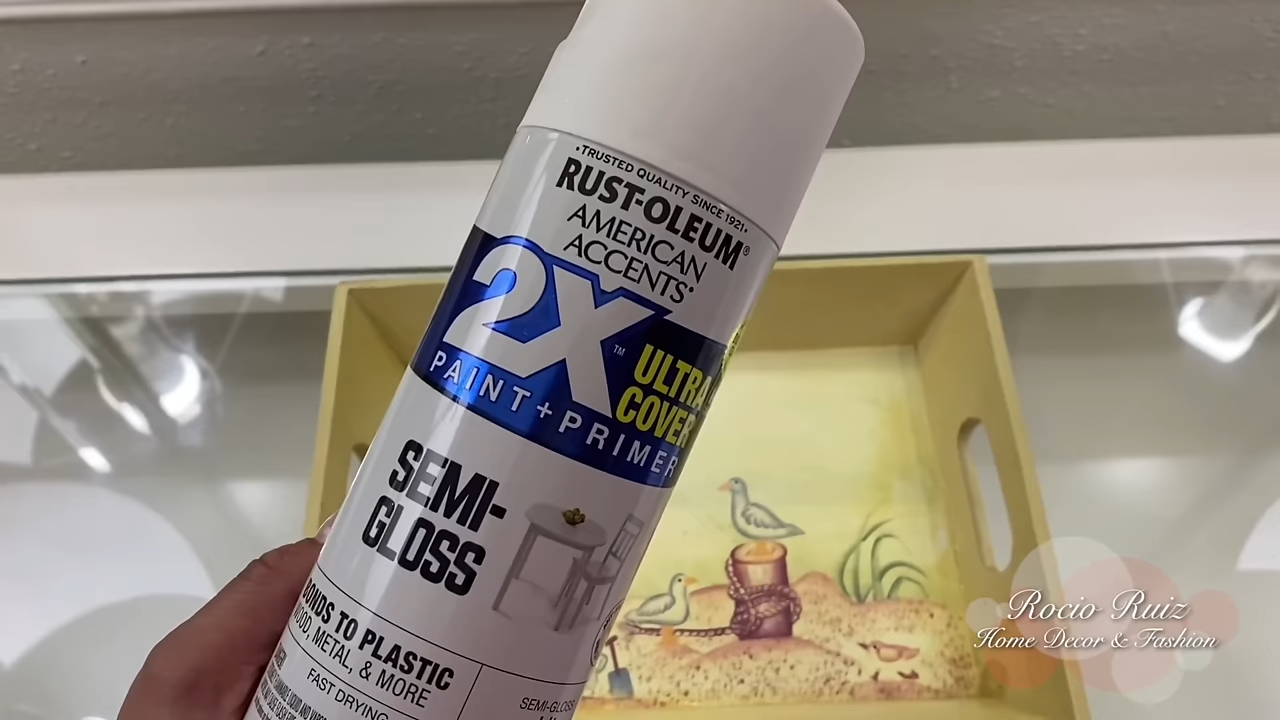 •TRUSTED QUALITY SINCE 1921•
RUST-OLEUM®
AMERICAN
ACCENTS®
2X™
ULTRA
COVER
PAINT+PRIMER
SEMI-
GLOSS
BONDS TO PLASTIC
WOOD, METAL, & MORE
FAST DRYING
SEMI-GLOSS
Rocio Ruiz
Home Decor & Fashion